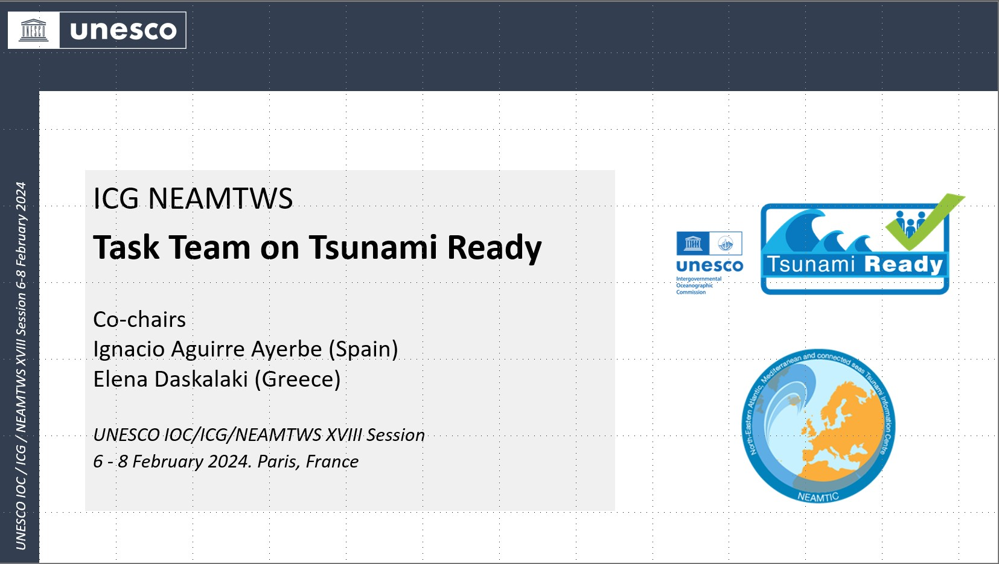 UNESCO
unesco
UNESCO IOC / ICG / NEAMTWS XVIII Session 6-8 February 2024
ICG NEAMTWS
Task Team on Tsunami Ready
Co-chairs
Ignacio Aguirre Ayerbe (Spain)
Elena Daskalaki (Greece)
UNESCO IOC/ICG/NEAMTWS XVIII Session
6 - 8 February 2024. Paris, France
unesco
Intergovernmental
Oceanographic
Commission
Tsunami Ready
North-Eastern Atlantic, Mediterranean and connected seas Tsunami Information Centre
NEAMTIC